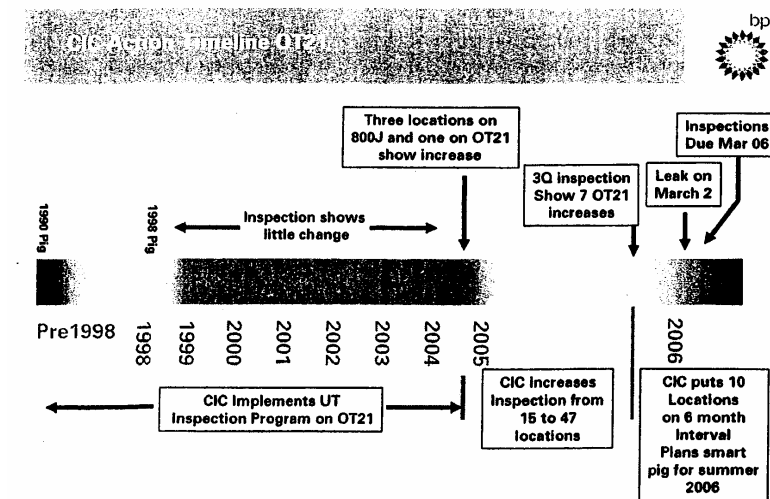 bp
CIC Action Timeline OT21
Three locations on
800J and one on OT21
show increase
Inspections
Due Mar 06
3Q inspection
Show 7 OT21
increases
Leak on
March 2
1990 Pig
1998 Pig
Inspection shows
little change
Pre1998
1998
1999
2000
2001
2002
2003
2004
2005
2006
CIC Implements UT
Inspection Program on OT21
CIC Increases
Inspection from
15 to 47
locations
CIC puts 10
Locations
on 6 month
Interval
Plans smart
pig for summer
2006